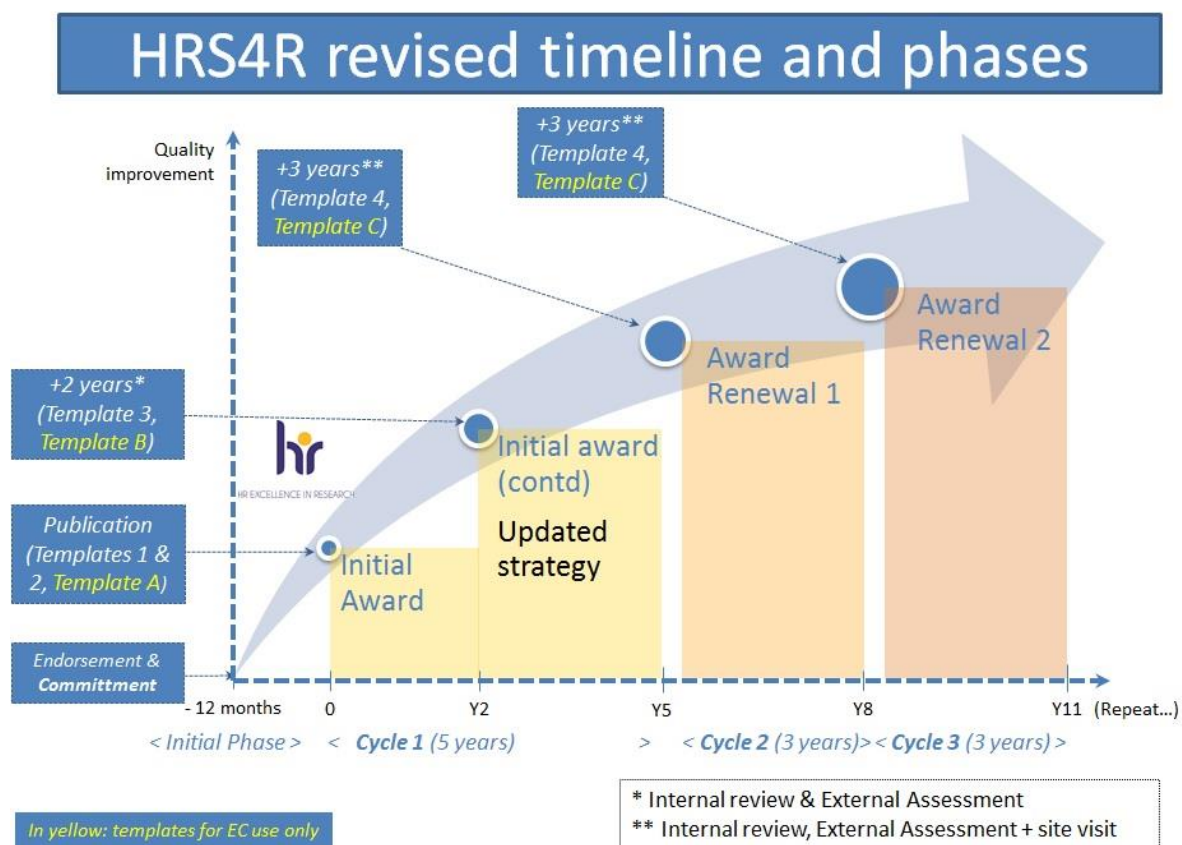 HRS4R revised timeline and phases
Quality
improvement
+3 years**
(Template 4,
Template C)
+3 years**
(Template 4,
Template C)
+2 years*
(Template 3,
Template B)
hr
HR EXCELLENCE IN RESEARCH
Publication
(Templates 1 &
2, Template A)
Endorsement &
Committment
Initial
Award
Initial award
(contd)
Updated
strategy
Award
Renewal 1
Award
Renewal 2
- 12 months 0 Y2 Y5 Y8 Y11 (Repeat...)
< Initial Phase > < Cycle 1 (5 years) > < Cycle 2 (3 years)> < Cycle 3 (3 years) >
In yellow: templates for EC use only
* Internal review & External Assessment
** Internal review, External Assessment + site visit